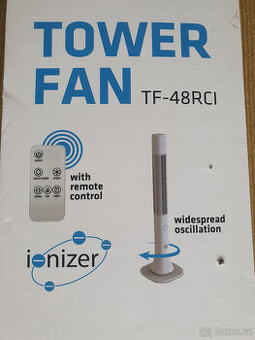 TOWER
FAN TF-48RCI
with
remote
control
widespread
oscillation
ionizer